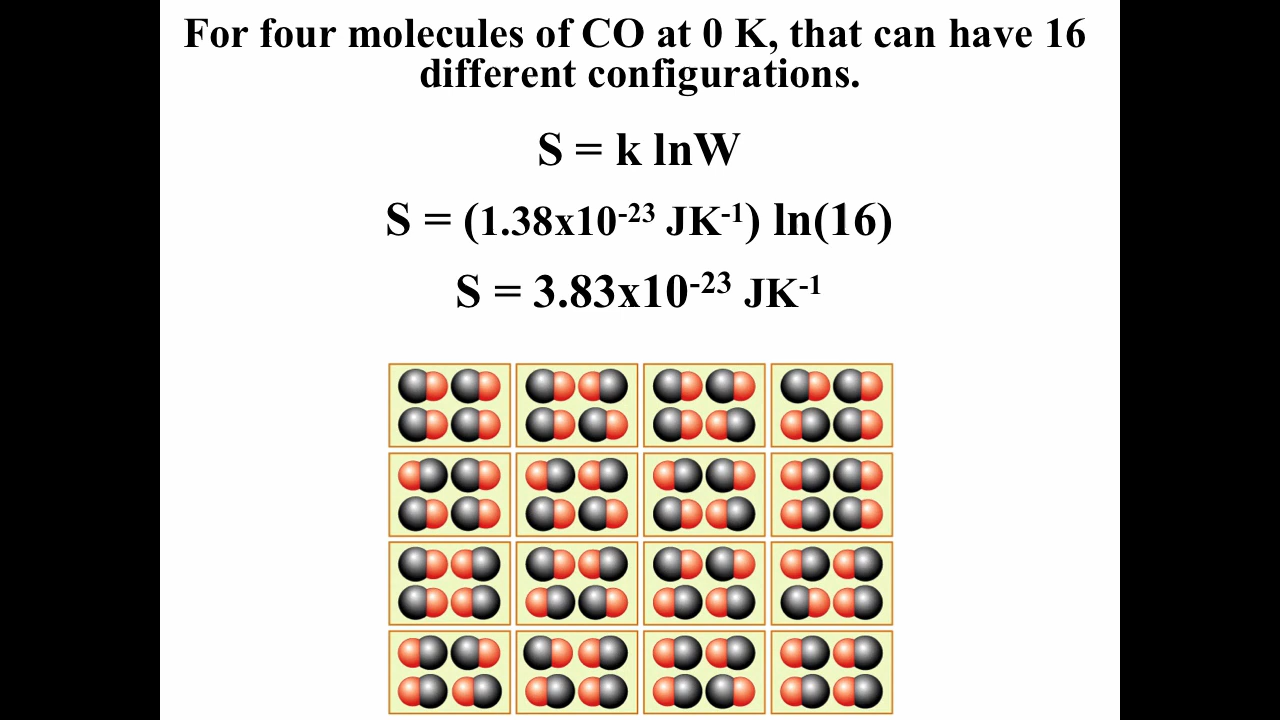 For four molecules of CO at 0 K, that can have 16
different configurations.
S = k lnW
S = (1.38x10⁻²³ JK⁻¹) ln(16)
S = 3.83x10⁻²³ JK⁻¹